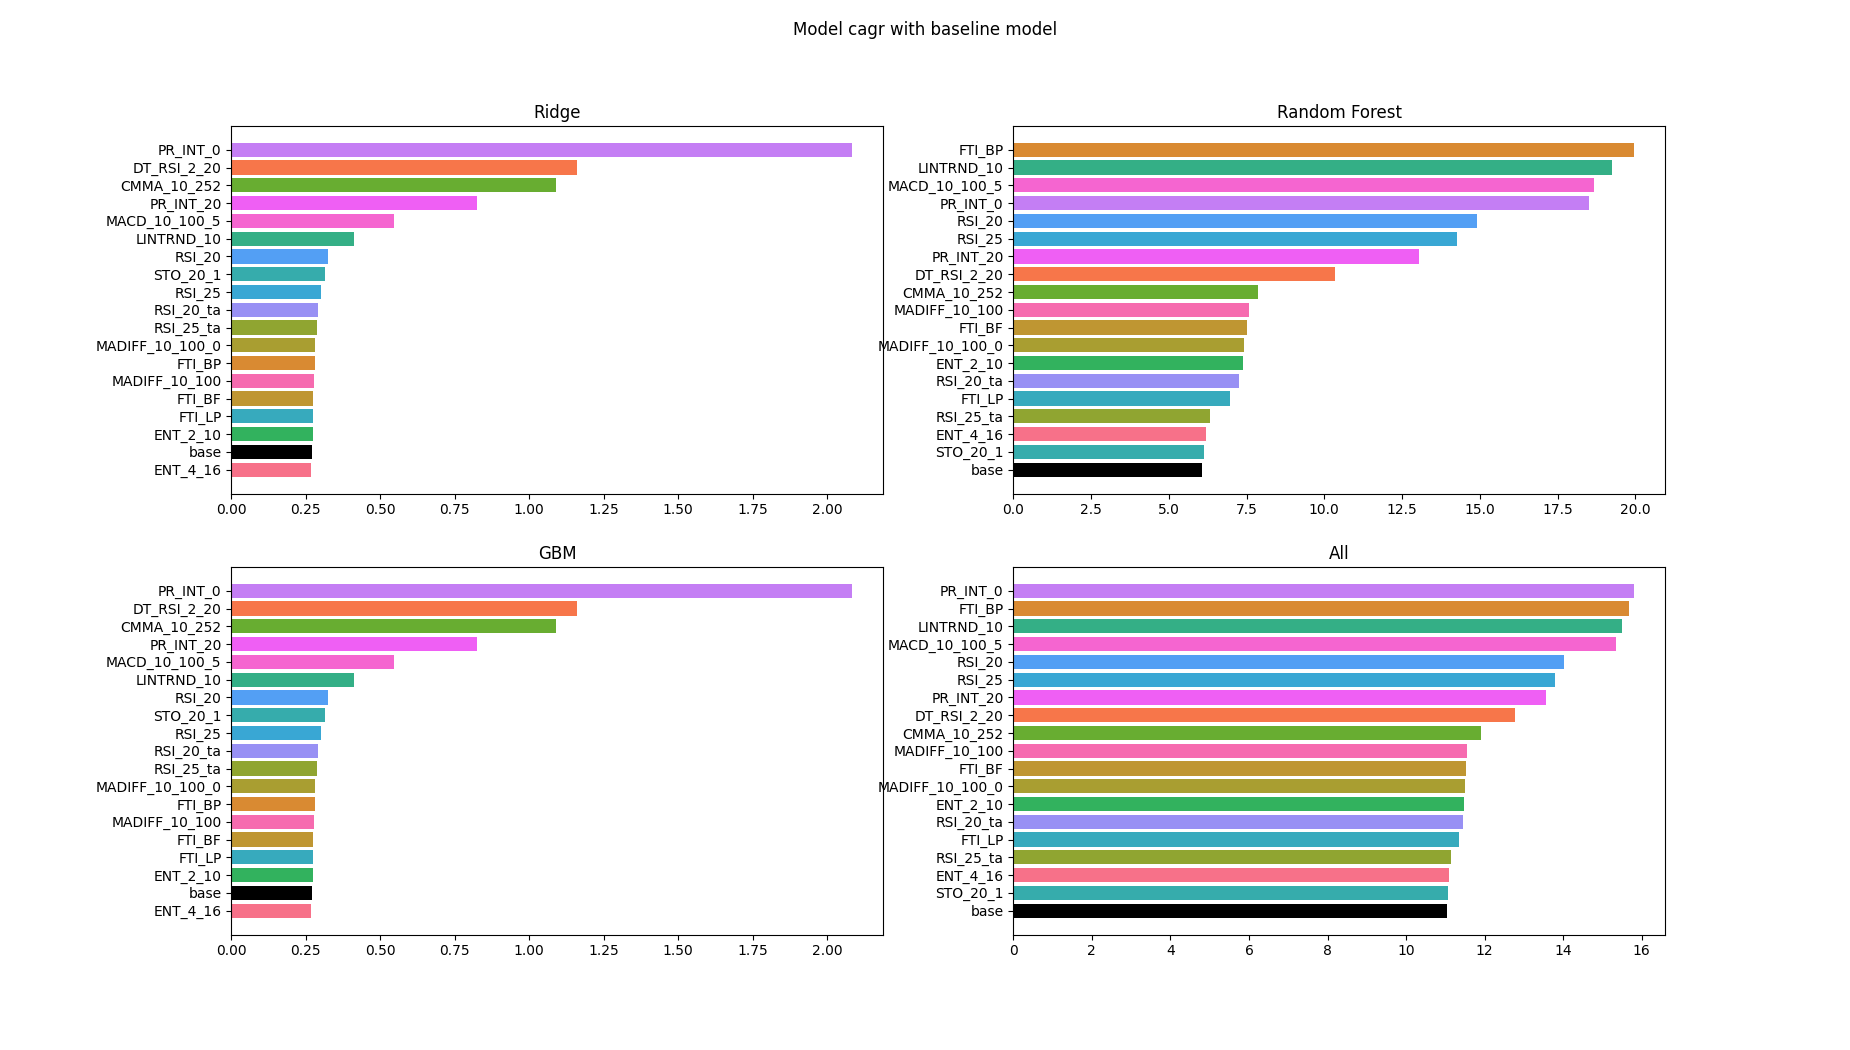 Model cagr with baseline model
Ridge
PR_INT_0
DT_RSI_2_20
CMMA_10_252
PR_INT_20
MACD_10_100_5
LINTRND_10
RSI_20
STO_20_1
RSI_25
RSI_20_ta
RSI_25_ta
MADIFF_10_100_0
FTI_BP
MADIFF_10_100
FTI_BF
FTI_LP
ENT_2_10
base
ENT_4_16
0.00 0.25 0.50 0.75 1.00 1.25 1.50 1.75 2.00
Random Forest
FTI_BP
LINTRND_10
MACD_10_100_5
PR_INT_0
RSI_20
RSI_25
PR_INT_20
DT_RSI_2_20
CMMA_10_252
MADIFF_10_100
FTI_BF
MADIFF_10_100_0
ENT_2_10
RSI_20_ta
FTI_LP
RSI_25_ta
ENT_4_16
STO_20_1
base
0.0 2.5 5.0 7.5 10.0 12.5 15.0 17.5 20.0
GBM
PR_INT_0
DT_RSI_2_20
CMMA_10_252
PR_INT_20
MACD_10_100_5
LINTRND_10
RSI_20
STO_20_1
RSI_25
RSI_20_ta
RSI_25_ta
MADIFF_10_100_0
FTI_BP
MADIFF_10_100
FTI_BF
FTI_LP
ENT_2_10
base
ENT_4_16
0.00 0.25 0.50 0.75 1.00 1.25 1.50 1.75 2.00
All
PR_INT_0
FTI_BP
LINTRND_10
MACD_10_100_5
RSI_20
RSI_25
PR_INT_20
DT_RSI_2_20
CMMA_10_252
MADIFF_10_100
FTI_BF
MADIFF_10_100_0
ENT_2_10
RSI_20_ta
FTI_LP
RSI_25_ta
ENT_4_16
STO_20_1
base
0 2 4 6 8 10 12 14 16